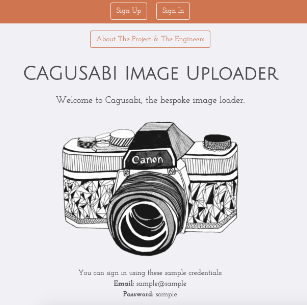 Sign Up Sign In
About The Project & The Engineers
CAGUSABI Image Uploader
Welcome to Cagusabi, the bespoke image loader.
Canon
You can sign in using these sample credentials
Email: sample@sample
Password: sample